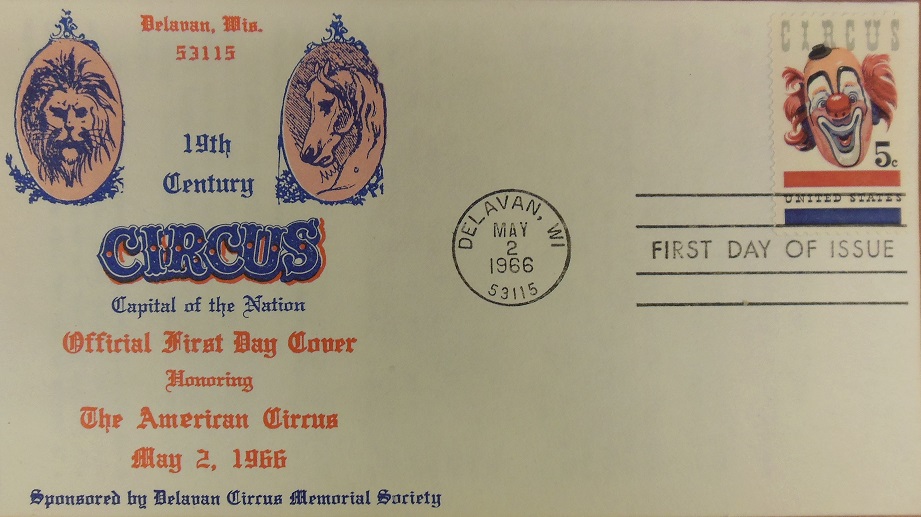 Delavan, Wis.
53115
19th
Century
CIRCUS
Capital of the Nation
Official First Day Cover
Honoring
The American Circus
May 2, 1966
Sponsored by Delavan Circus Memorial Society
DELAVAN, WI
MAY
2
1966
53115
CIRCUS
5c
UNITED STATES
FIRST DAY OF ISSUE